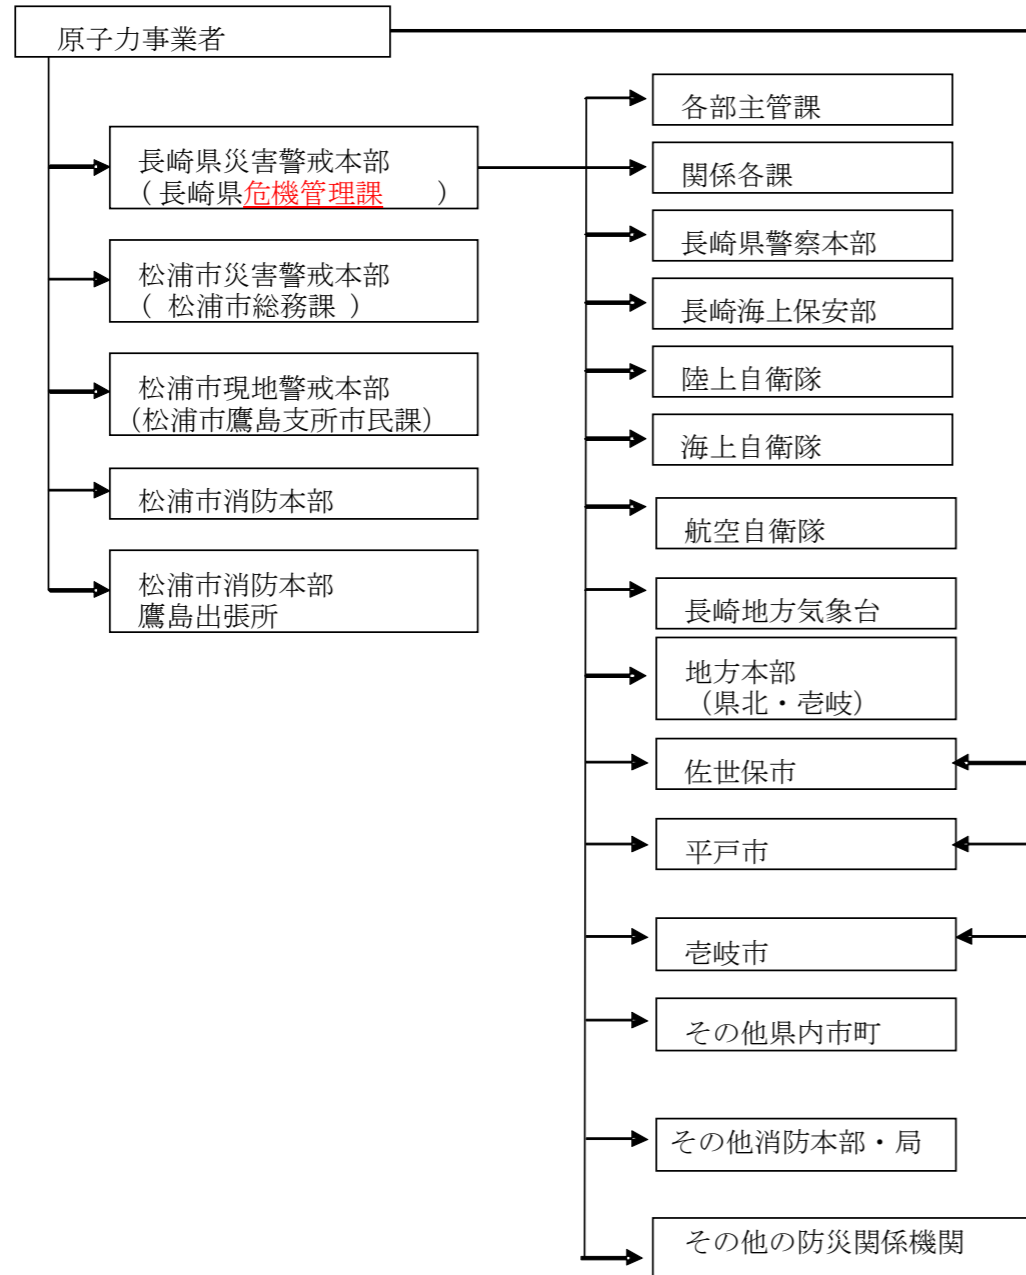 原子力事業者
長崎県災害警戒本部
（長崎県危機管理課　　）
松浦市災害警戒本部
（ 松浦市総務課 ）
松浦市現地警戒本部
（松浦市鷹島支所市民課）
松浦市消防本部
松浦市消防本部
鷹島出張所
各部主管課
関係各課
長崎県警察本部
長崎海上保安部
陸上自衛隊
海上自衛隊
航空自衛隊
長崎地方気象台
地方本部
（県北・壱岐）
佐世保市
平戸市
壱岐市
その他県内市町
その他消防本部・局
その他の防災関係機関